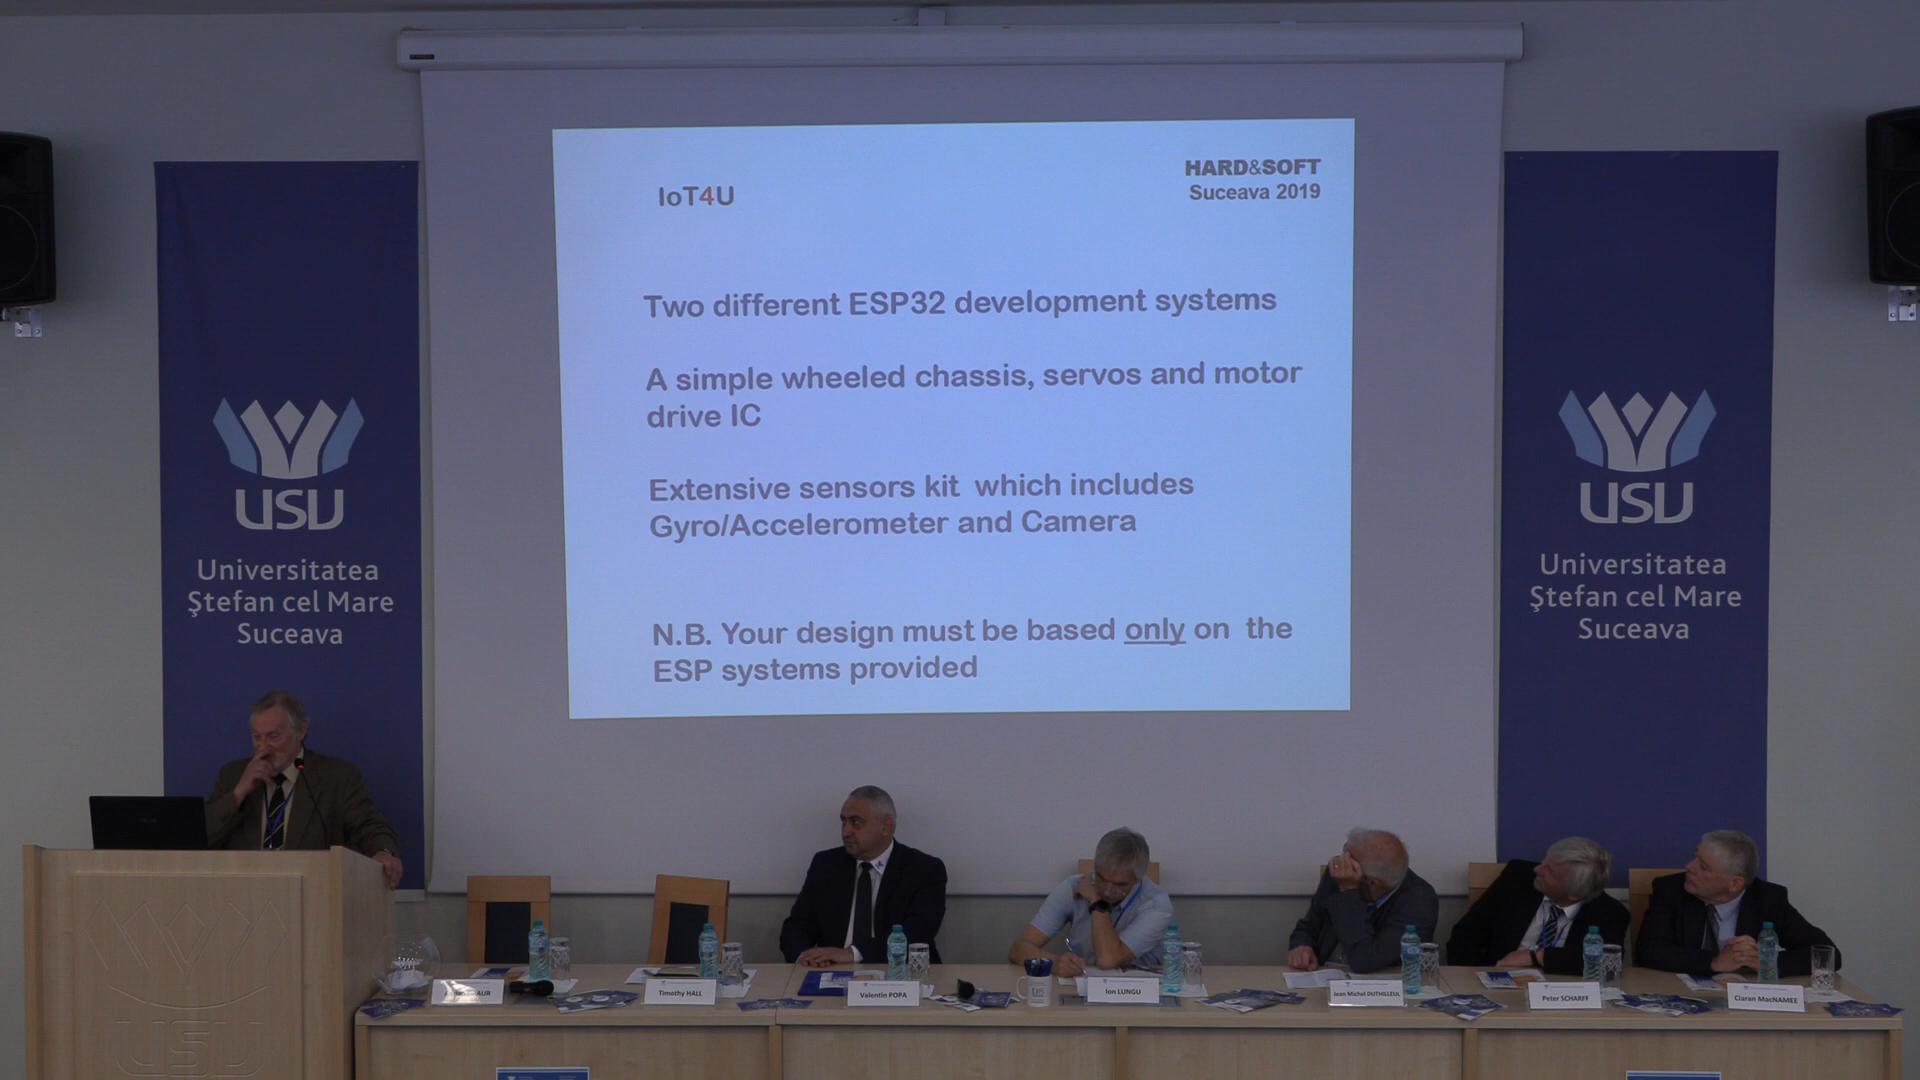 IoT4U
HARD&SOFT
Suceava 2019
Two different ESP32 development systems
A simple wheeled chassis, servos and motor
drive IC
Extensive sensors kit which includes
Gyro/Accelerometer and Camera
N.B. Your design must be based only on the
ESP systems provided
USU
Universitatea
Ştefan cel Mare
Suceava
USU
Universitatea
Ştefan cel Mare
Suceava
Timothy HALL
Valentin POPA
Ion LUNGU
Jean Michel DUTHILLEUL
Peter SCHARFF
Ciaran MacNAMEE
USU